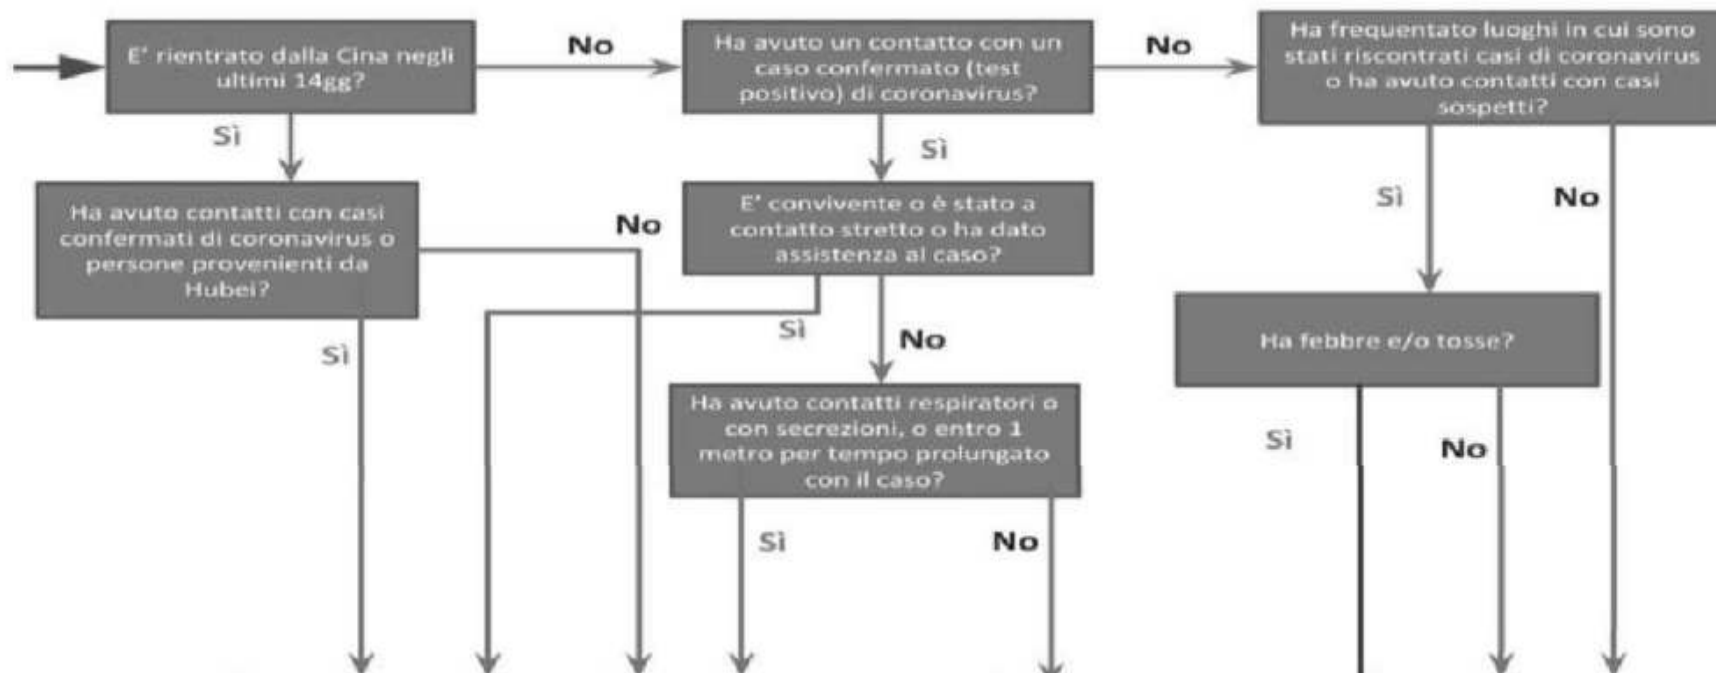 E' rientrato dalla Cina negli
ultimi 14gg?
No
Ha avuto un contatto con un
caso confermato (test
positivo) di coronavirus?
No
Ha frequentato luoghi in cui sono
stati riscontrati casi di coronavirus
o ha avuto contatti con casi
sospetti?
Sì
Sì
Ha avuto contatti con casi
confermati di coronavirus o
persone provenienti da
Hubei?
No
E' convivente o è stato a
contatto stretto o ha dato
assistenza al caso?
Sì
No
Sì
Sì
No
Ha febbre e/o tosse?
Ha avuto contatti respiratori o
con secrezioni, o entro 1
metro per tempo prolungato
con il caso?
Sì
No
Sì
No